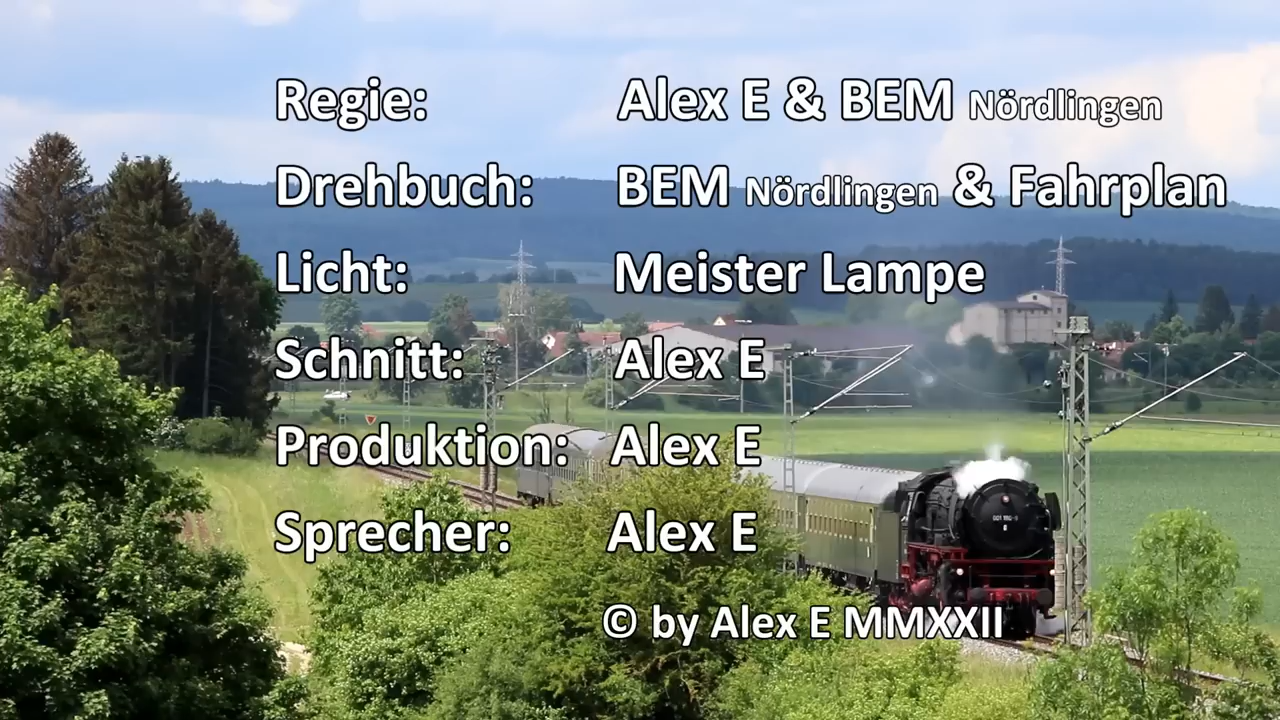 Regie: Alex E & BEM Nördlingen
Drehbuch: BEM Nördlingen & Fahrplan
Licht: Meister Lampe
Schnitt: Alex E
Produktion: Alex E
Sprecher: Alex E
© by Alex E MMXXII